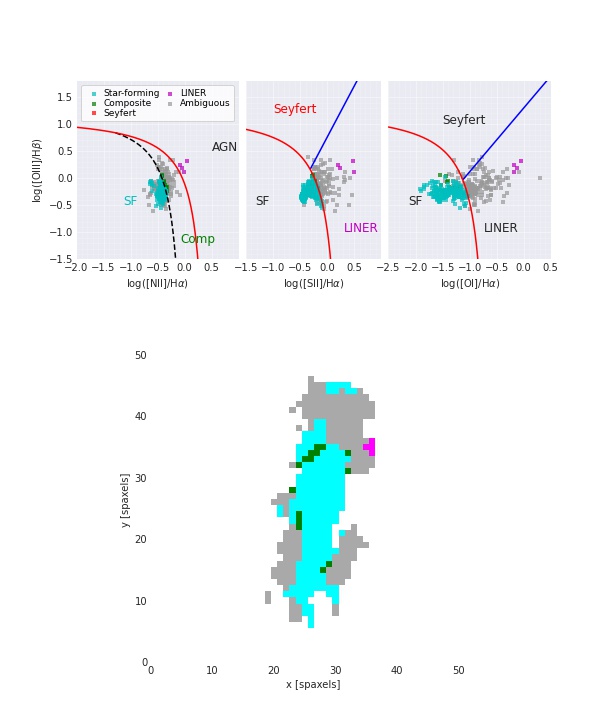 Star-forming
Composite
Seyfert
LINER
Ambiguous
AGN
SF
Comp
Seyfert
SF
LINER
Seyfert
SF
LINER
1.5
1.0
0.5
0.0
−0.5
−1.0
−1.5
log([OIII]/Hβ)
−2.0 −1.5 −1.0 −0.5 0.0 0.5
−1.5 −1.0 −0.5 0.0 0.5
−2.5 −2.0 −1.5 −1.0 −0.5 0.0 0.5
log([NII]/Hα)
log([SII]/Hα)
log([OI]/Hα)
50
40
30
20
10
0
y [spaxels]
0 10 20 30 40 50
x [spaxels]